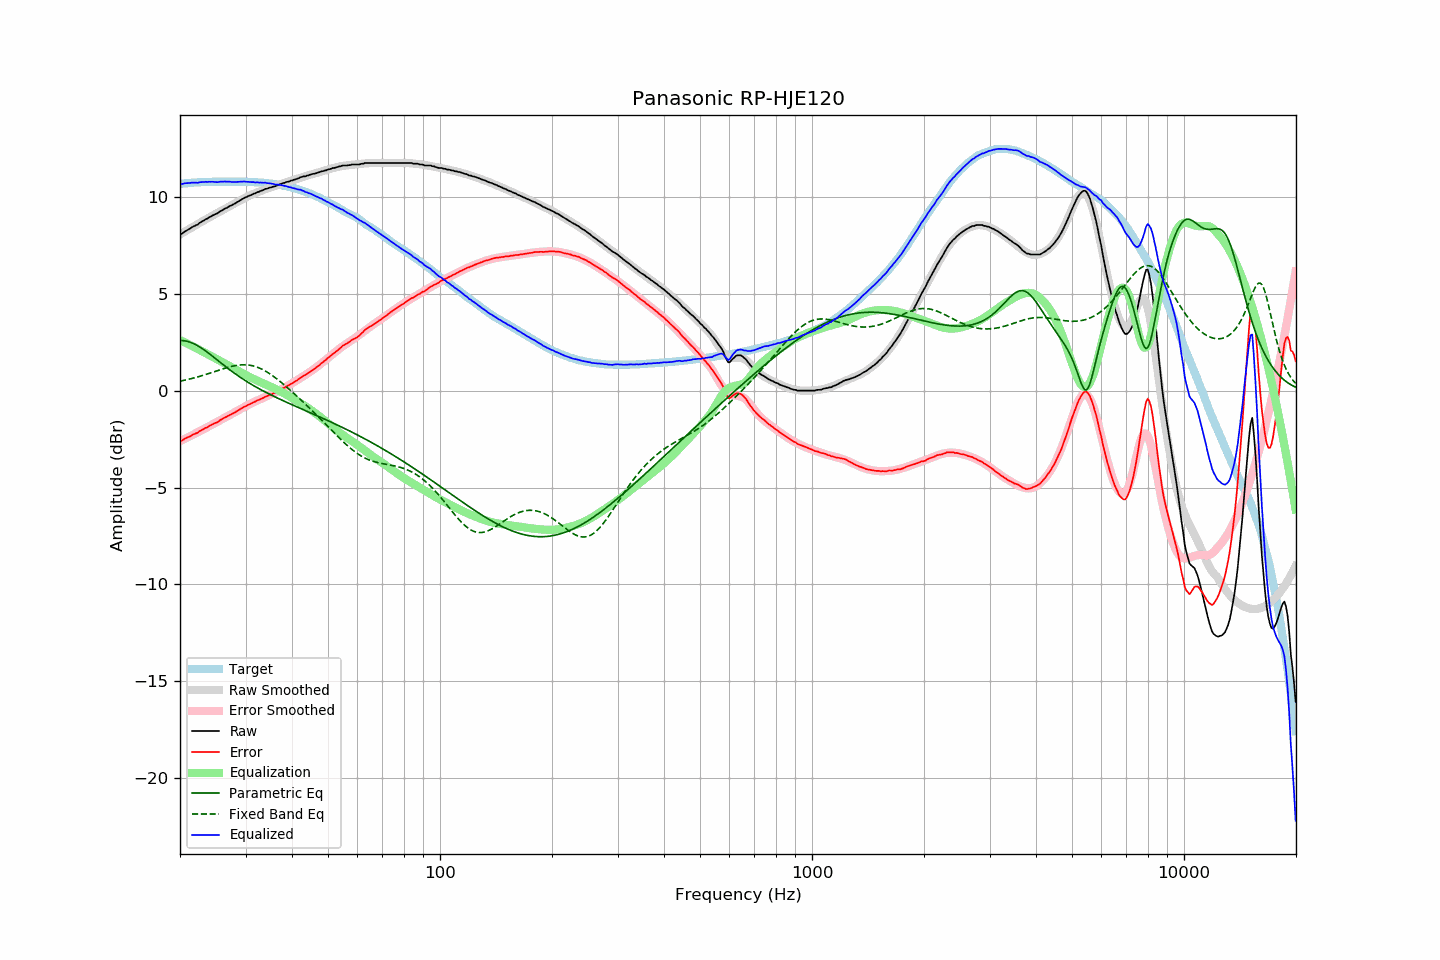 Panasonic RP-HJE120
Amplitude (dBr)
10
5
0
−5
−10
−15
−20
Target
Raw Smoothed
Error Smoothed
Raw
Error
Equalization
Parametric Eq
Fixed Band Eq
Equalized
100
1000
10000
Frequency (Hz)